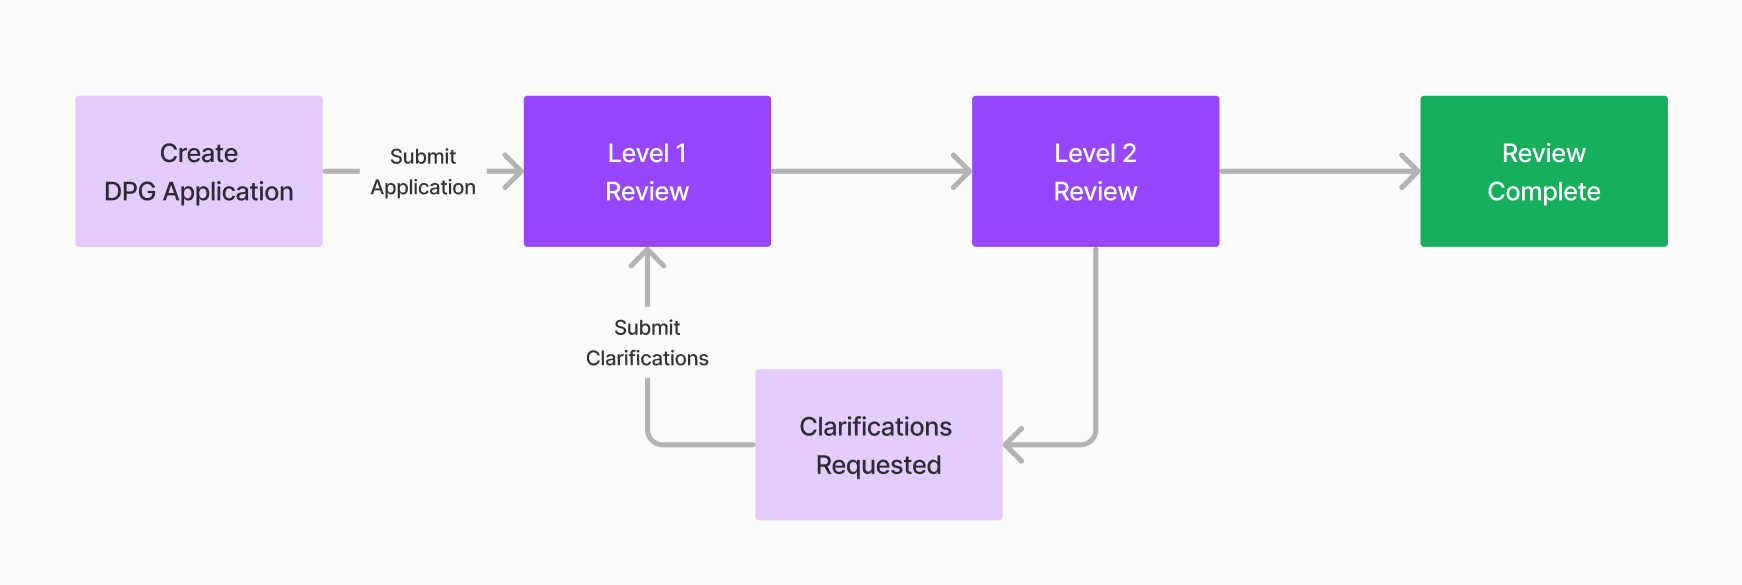 Create
DPG Application
Submit
Application
Level 1
Review
Level 2
Review
Review
Complete
Submit
Clarifications
Clarifications
Requested